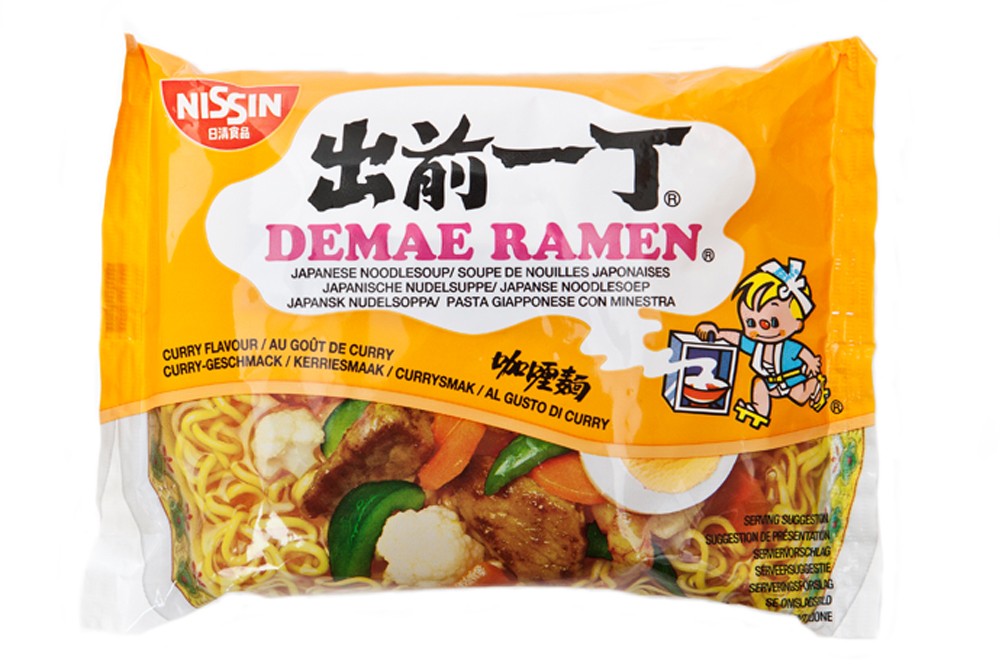 NISSIN
日清食品
出前一丁®
DEMAE RAMEN®
JAPANESE NOODLESOUP/ SOUPE DE NOUILLES JAPONAISES
JAPANISCHE NUDELSUPPE/ JAPANSE NOODLESOEP
JAPANSK NUDELSOPPA/ PASTA GIAPPONESE CON MINESTRA
CURRY FLAVOUR / AU GOÛT DE CURRY
CURRY-GESCHMACK / KERRIESMAAK / CURRYSMAK / AL GUSTO DI CURRY
咖喱麵
®
SERVING SUGGESTION
SUGGESTION DE PRÉSENTATION
SERVIERVORSCHLAG
SERVEERSUGGESTIE
SERVERINGSFÖRSLAG